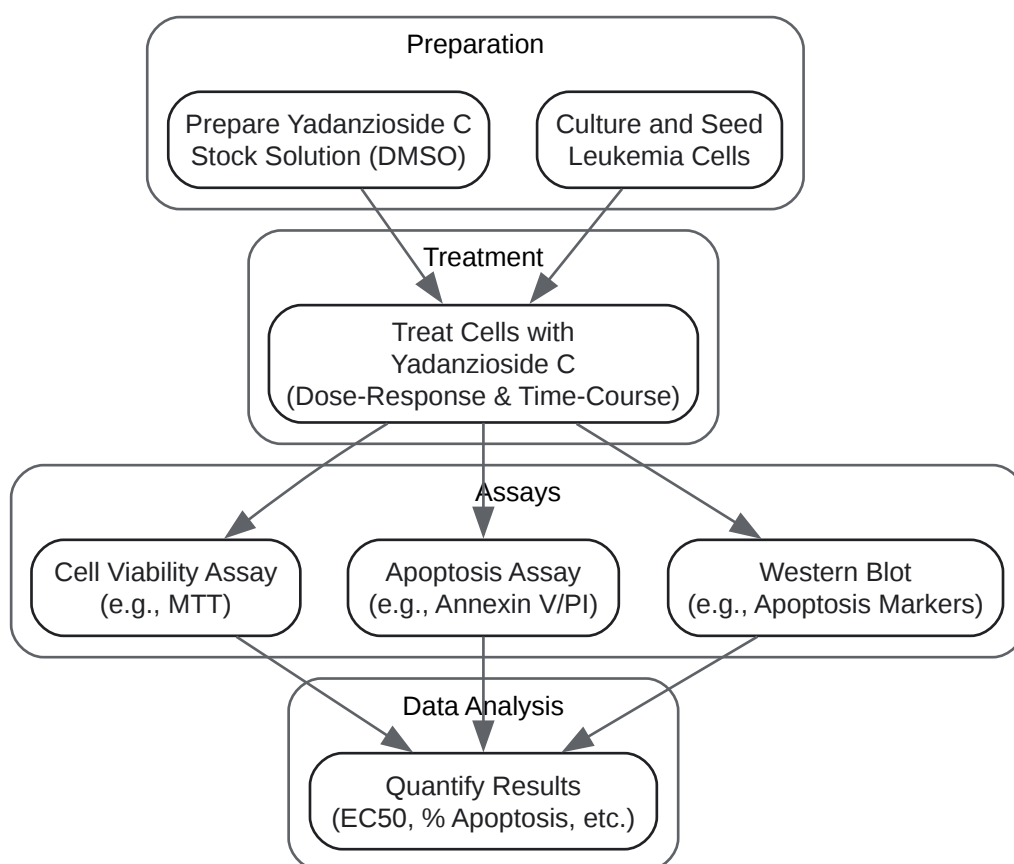 Preparation
Prepare Yadanzioside C
Stock Solution (DMSO)
Culture and Seed
Leukemia Cells
Treatment
Treat Cells with
Yadanzioside C
(Dose-Response & Time-Course)
Assays
Cell Viability Assay
(e.g., MTT)
Apoptosis Assay
(e.g., Annexin V/PI)
Western Blot
(e.g., Apoptosis Markers)
Data Analysis
Quantify Results
(EC50, % Apoptosis, etc.)